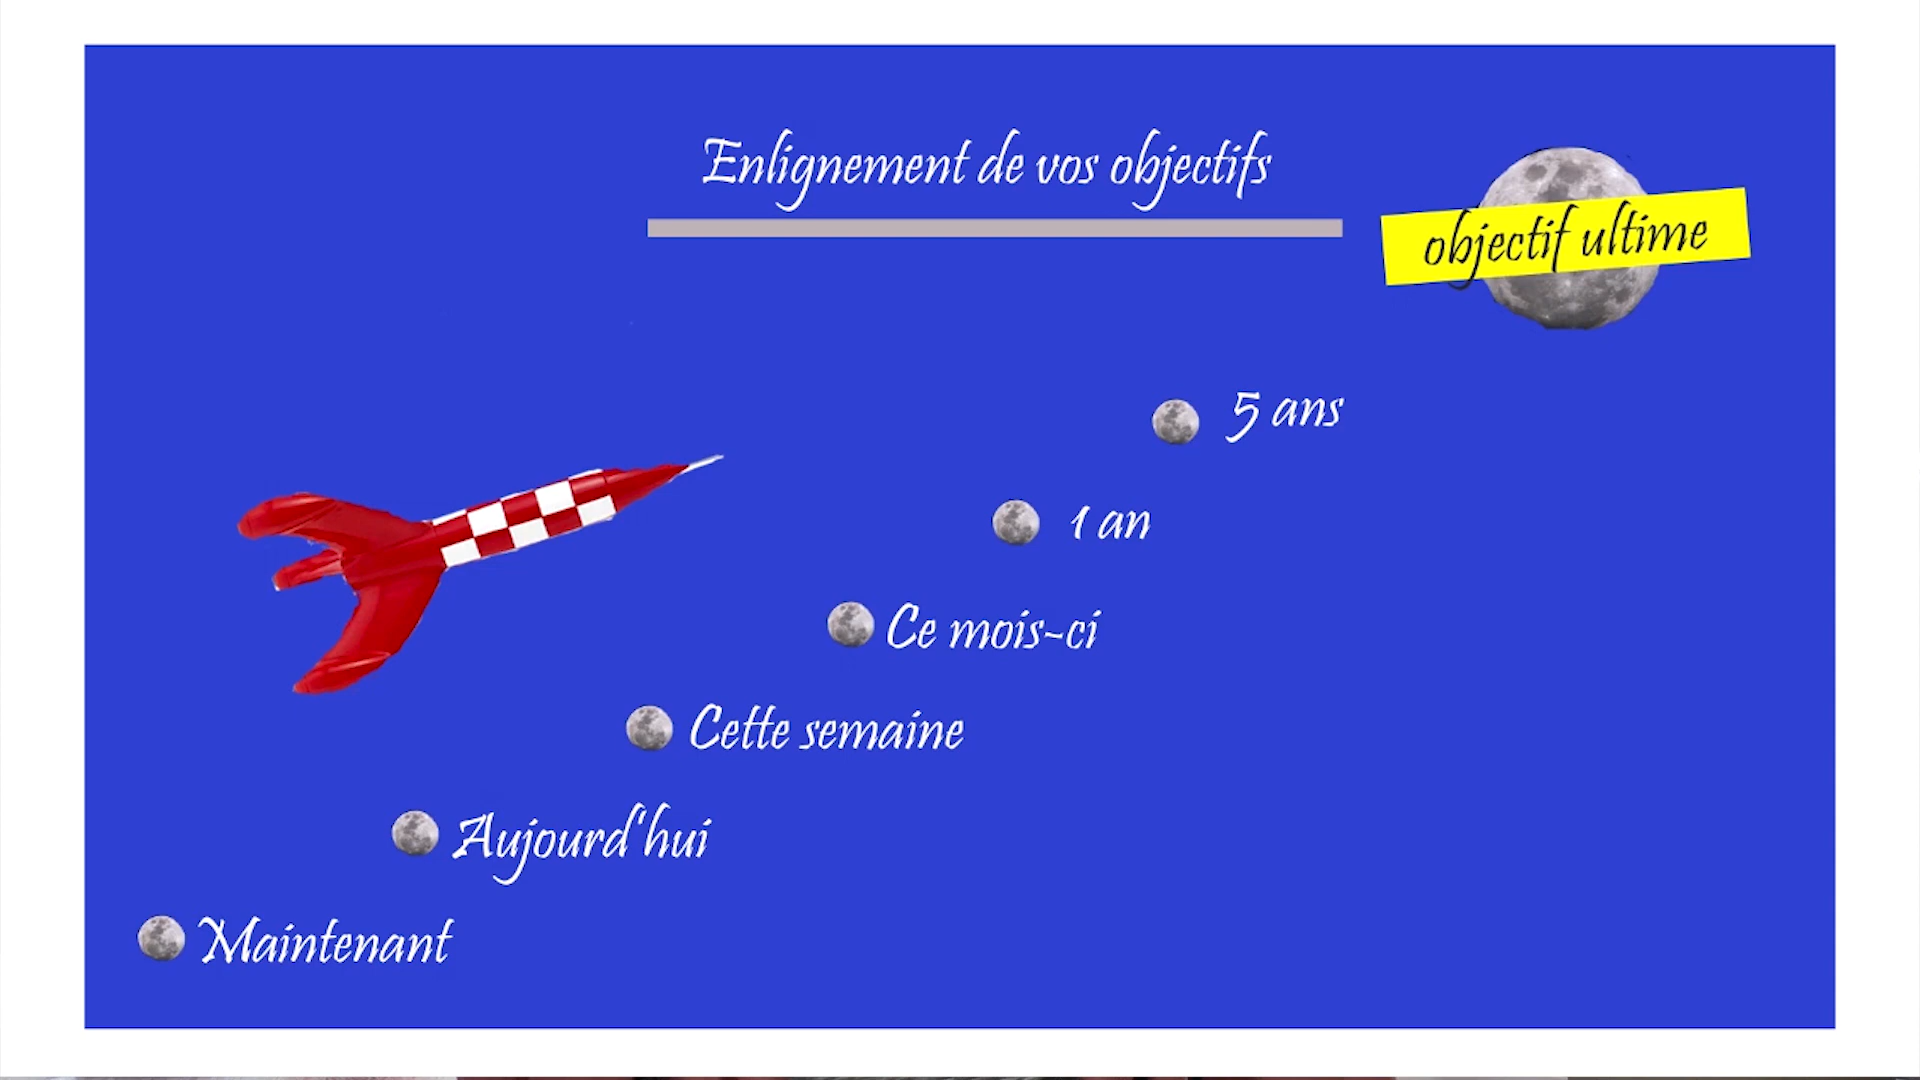 Enlignement de vos objectifs
objectif ultime
5 ans
1 an
Ce mois-ci
Cette semaine
Aujourd'hui
Maintenant